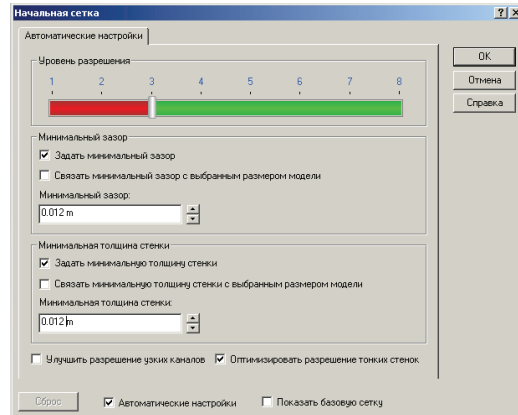 Начальная сетка
Автоматические настройки
Уровень разрешения
1 2 3 4 5 6 7 8
Минимальный зазор
Задать минимальный зазор
Связать минимальный зазор с выбранным размером модели
Минимальный зазор:
0.012 m
Минимальная толщина стенки
Задать минимальную толщину стенки
Связать минимальную толщину стенки с выбранным размером модели
Минимальная толщина стенки:
0.012 m
Улучшить разрешение узких каналов Оптимизировать разрешение тонких стенок
Сброс Автоматические настройки Показать базовую сетку
OK
Отмена
Справка